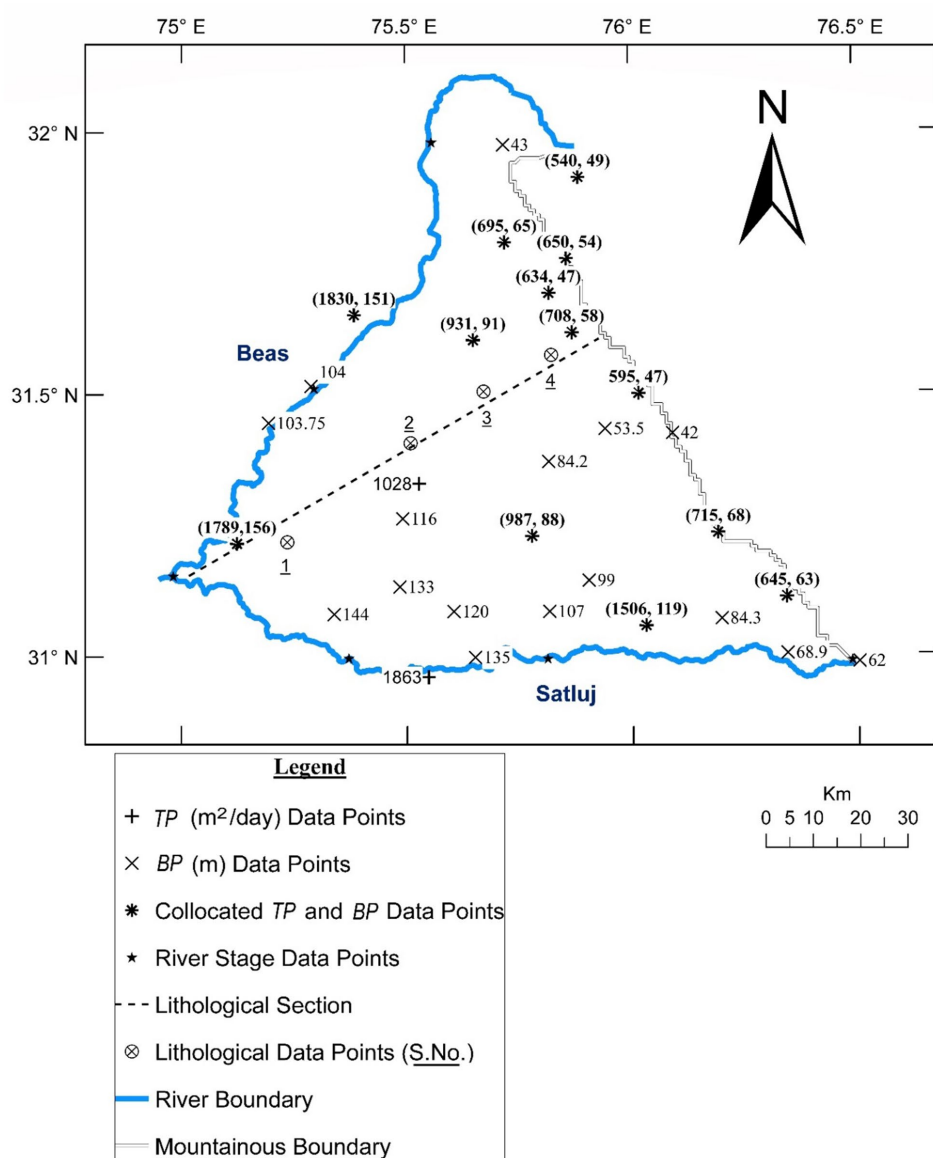 75° E 75.5° E 76° E 76.5° E
N
32° N
43
(540, 49)
(695, 65)
(650, 54)
(634, 47)
(1830, 151)
(931, 91)
(708, 58)
Beas
104
4
595, 47)
31.5° N
3
103.75
2
53.5
42
84.2
1028
116
(1789,156)
(987, 88)
(715, 68)
1
99
(645, 63)
133
144
120
107
(1506, 119)
84.3
31° N
135
68.9
62
1863
Satluj
Legend
TP (m²/day) Data Points
BP (m) Data Points
Collocated TP and BP Data Points
River Stage Data Points
Lithological Section
Lithological Data Points (S.No.)
River Boundary
Mountainous Boundary
Km
0 5 10 20 30